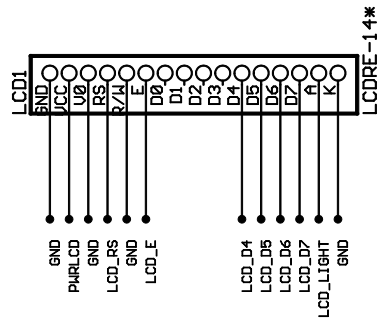 LCD1
LCDRE-14*
GND
VCC
V0
RS
R/W
E
D0
D1
D2
D3
D4
D5
D6
D7
A
K
GND
PWRLCD
GND
LCD_RS
GND
LCD_E
LCD_D4
LCD_D5
LCD_D6
LCD_D7
LCD_LIGHT
GND